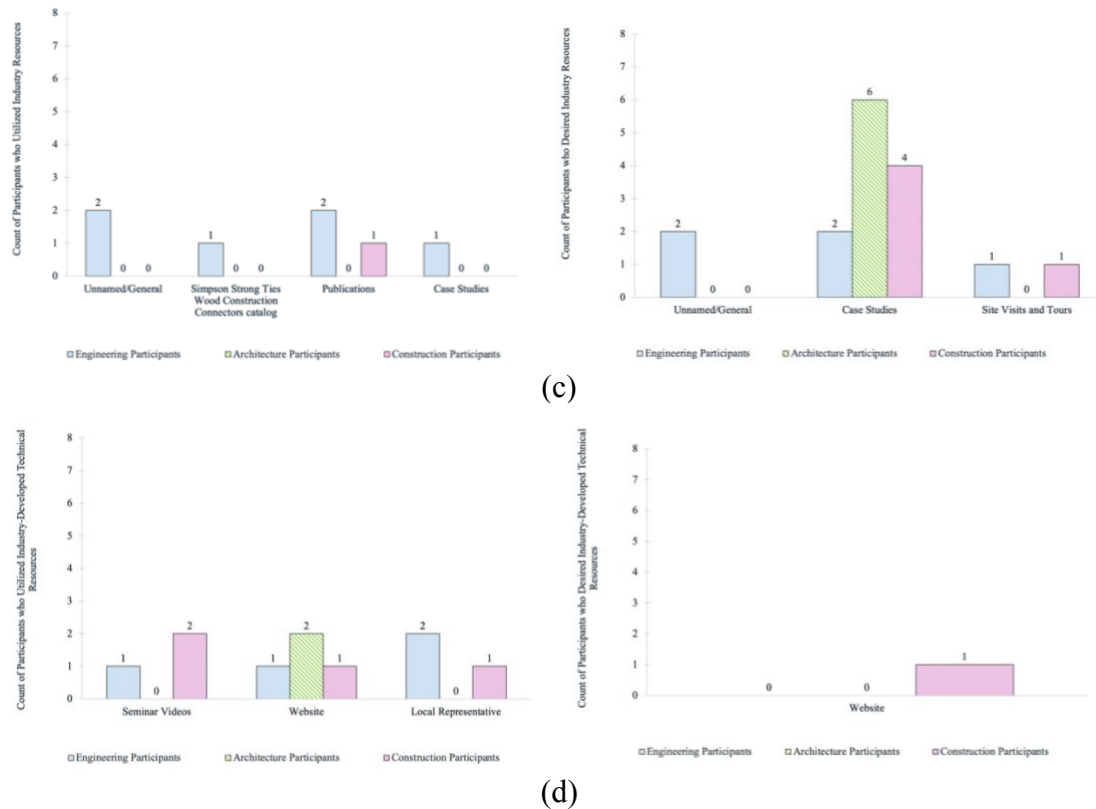 Count of Participants who Utilized Industry Resources
8
7
6
5
4
3
2
1
0
2
0
0
1
0
0
2
0
1
1
0
0
Unnamed/General
Simpson Strong Ties
Wood Construction
Connectors catalog
Publications
Case Studies
Engineering Participants
Architecture Participants
Construction Participants
Count of Participants who Desired Industry Resources
8
7
6
5
4
3
2
1
0
2
0
0
2
6
4
1
0
1
Unnamed/General
Case Studies
Site Visits and Tours
Engineering Participants
Architecture Participants
Construction Participants
(c)
Count of Participants who Utilized Industry-Developed Technical
Resources
8
7
6
5
4
3
2
1
0
1
0
2
1
2
1
2
0
1
Seminar Videos
Website
Local Representative
Engineering Participants
Architecture Participants
Construction Participants
Count of Participants who Desired Industry-Developed Technical
Resources
8
7
6
5
4
3
2
1
0
0
0
1
Website
Engineering Participants
Architecture Participants
Construction Participants
(d)